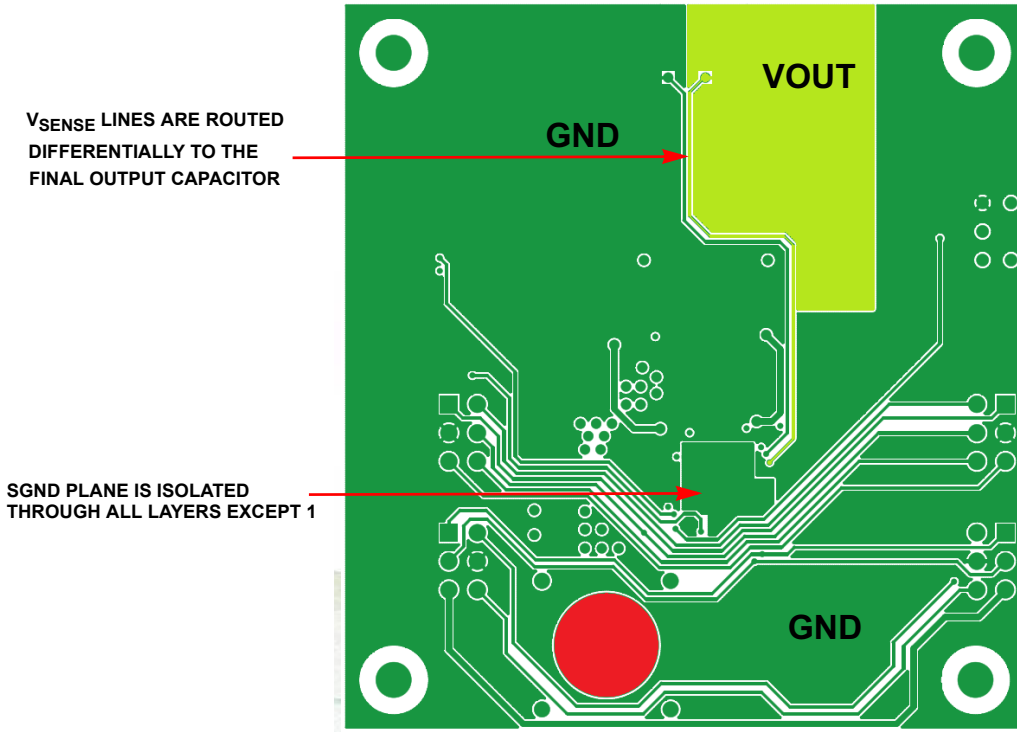 VOUT
GND
VSENSE LINES ARE ROUTED
DIFFERENTIALLY TO THE
FINAL OUTPUT CAPACITOR
SGND PLANE IS ISOLATED
THROUGH ALL LAYERS EXCEPT 1
GND